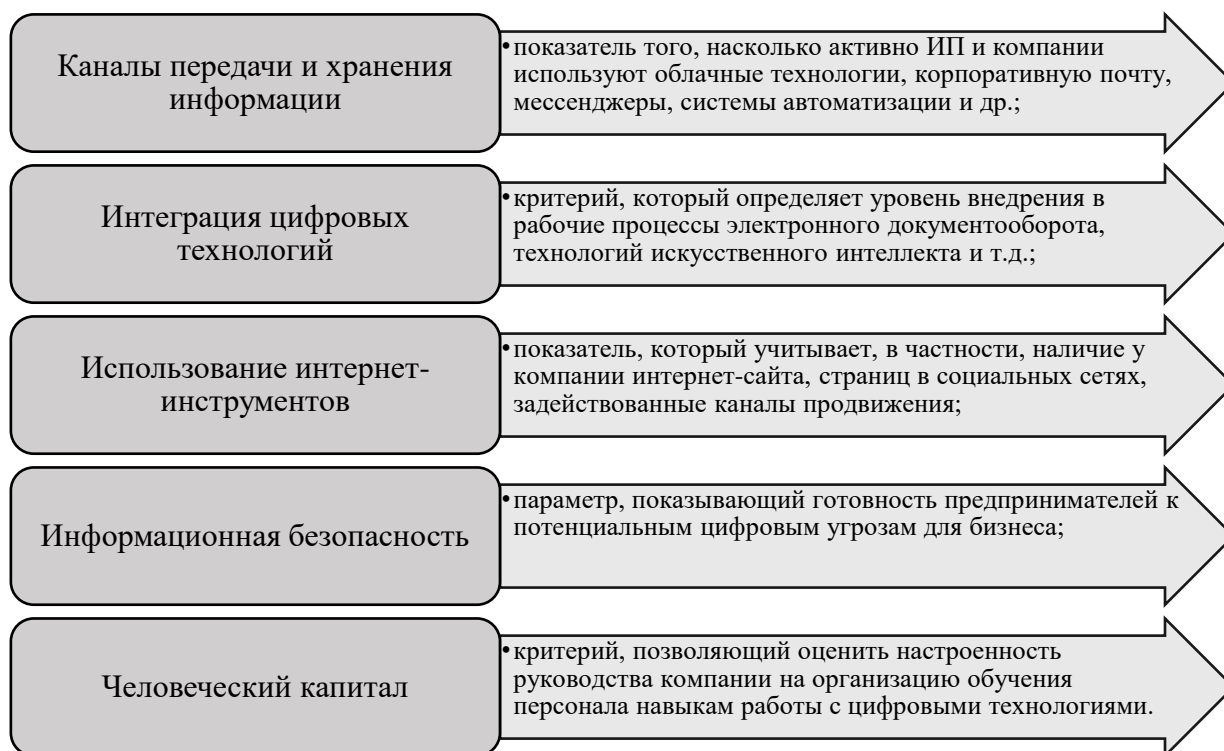 Каналы передачи и хранения
информации
•показатель того, насколько активно ИП и компании
используют облачные технологии, корпоративную почту,
мессенджеры, системы автоматизации и др.;
Интеграция цифровых
технологий
•критерий, который определяет уровень внедрения в
рабочие процессы электронного документооборота,
технологий искусственного интеллекта и т.д.;
Использование интернет-
инструментов
•показатель, который учитывает, в частности, наличие у
компании интернет-сайта, страниц в социальных сетях,
задействованные каналы продвижения;
Информационная безопасность
•параметр, показывающий готовность предпринимателей к
потенциальным цифровым угрозам для бизнеса;
Человеческий капитал
•критерий, позволяющий оценить настроенность
руководства компании на организацию обучения
персонала навыкам работы с цифровыми технологиями.